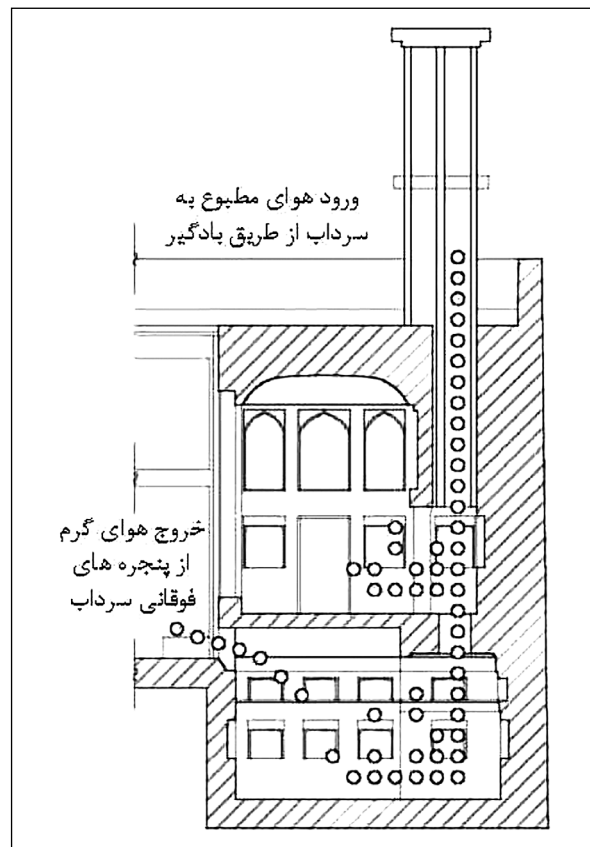 ورود هوای مطبوع به
سرداب از طریق بادگیر
خروج هوای گرم
از پنجره های
فوقانی سرداب